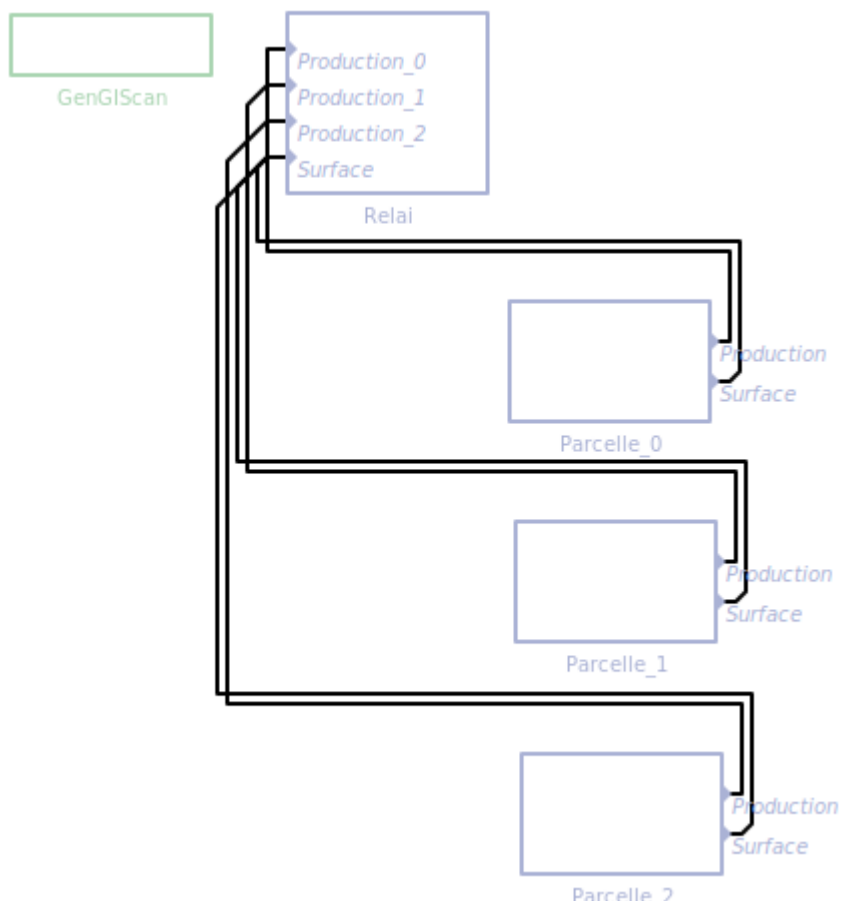 GenGIScan
Production_0
Production_1
Production_2
Surface
Relai
Production
Surface
Parcelle_0
Production
Surface
Parcelle_1
Production
Surface
Parcelle_2